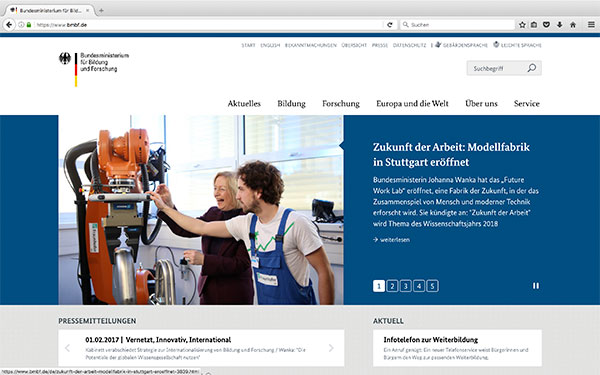 Bundesministerium für Bild...
https://www.bmbf.de
Suchen
START ENGLISH BEKANNTMACHUNGEN ÜBERSICHT PRESSE DATENSCHUTZ GEBÄRDENSPRACHE LEICHTE SPRACHE
Bundesministerium
für Bildung
und Forschung
Suchbegriff
Aktuelles Bildung Forschung Europa und die Welt Über uns Service
Zukunft der Arbeit: Modellfabrik
in Stuttgart eröffnet
Bundesministerin Johanna Wanka hat das „Future
Work Lab" eröffnet, eine Fabrik der Zukunft, in der das
Zusammenspiel von Mensch und moderner Technik
erforscht wird. Sie kündigte an: "Zukunft der Arbeit"
wird Thema des Wissenschaftsjahrs 2018
→ weiterlesen
1 2 3 4 5
PRESSEMITTEILUNGEN
01.02.2017 | Vernetzt, Innovativ, International
Kabinett verabschiedet Strategie zur Internationalisierung von Bildung und Forschung / Wanka: "Die
Potentiale der globalen Wissensgesellschaft nutzen"
AKTUELL
Infotelefon zur Weiterbildung
Ein Anruf genügt: Ein neuer Telefonservice weist Bürgerinnen und
Bürgern den Weg zur passenden Weiterbildung.
https://www.bmbf.de/de/zukunft-der-arbeit-modellfabrik-in-stuttgart-eroeffnet-3839.html